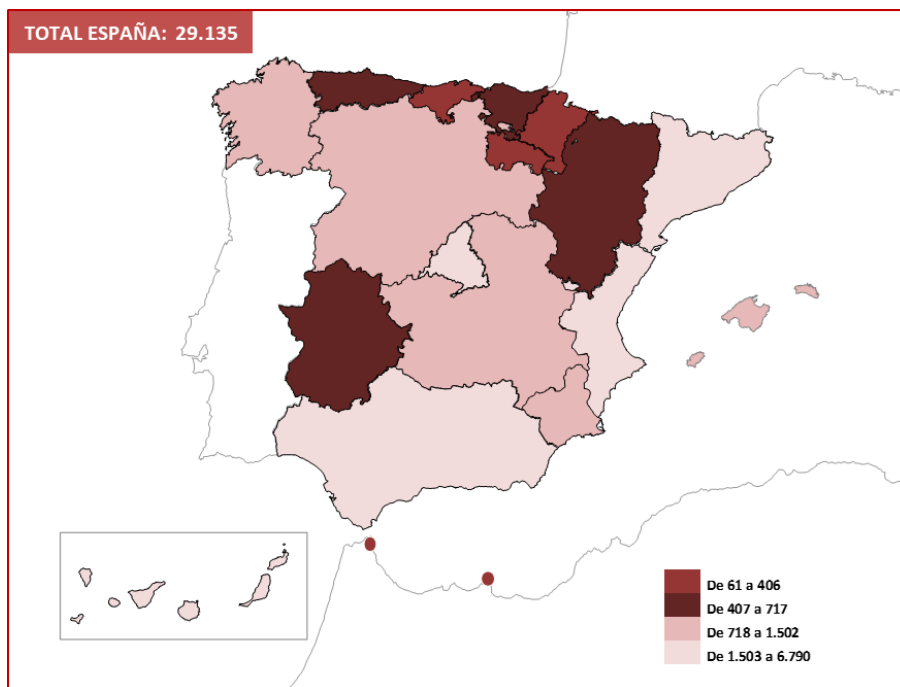 TOTAL ESPAÑA: 29.135
De 61 a 406
De 407 a 717
De 718 a 1.502
De 1.503 a 6.790